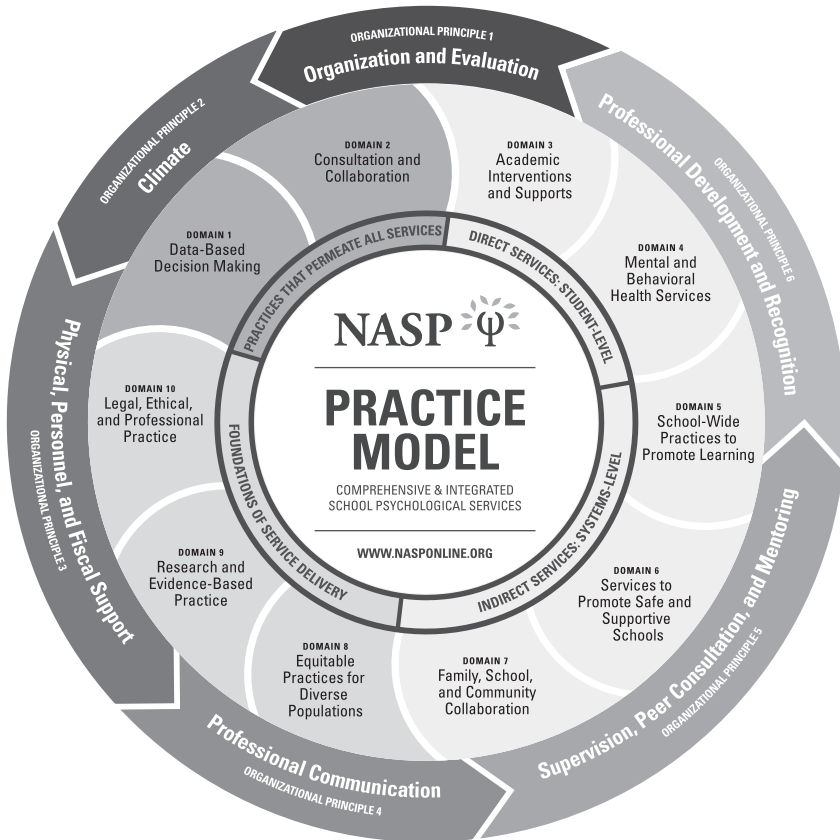 ORGANIZATIONAL PRINCIPLE 1
Organization and Evaluation
ORGANIZATIONAL PRINCIPLE 2
Climate
Physical, Personnel, and Fiscal Support
ORGANIZATIONAL PRINCIPLE 3
Professional Communication
ORGANIZATIONAL PRINCIPLE 4
Supervision, Peer Consultation, and Mentoring
ORGANIZATIONAL PRINCIPLE 5
ORGANIZATIONAL PRINCIPLE 6
Professional Development and Recognition
DOMAIN 1
Data-Based
Decision Making
DOMAIN 2
Consultation and
Collaboration
DOMAIN 3
Academic
Interventions
and Supports
DOMAIN 4
Mental and
Behavioral
Health Services
DOMAIN 5
School-Wide
Practices to
Promote Learning
DOMAIN 6
Services to
Promote Safe and
Supportive
Schools
DOMAIN 7
Family, School,
and Community
Collaboration
DOMAIN 8
Equitable
Practices for
Diverse
Populations
DOMAIN 9
Research and
Evidence-Based
Practice
DOMAIN 10
Legal, Ethical,
and Professional
Practice
PRACTICES THAT PERMEATE ALL SERVICES
DIRECT SERVICES: STUDENT-LEVEL
INDIRECT SERVICES: SYSTEMS-LEVEL
FOUNDATIONS OF SERVICE DELIVERY
NASP ψ
PRACTICE
MODEL
COMPREHENSIVE & INTEGRATED
SCHOOL PSYCHOLOGICAL SERVICES
WWW.NASPONLINE.ORG